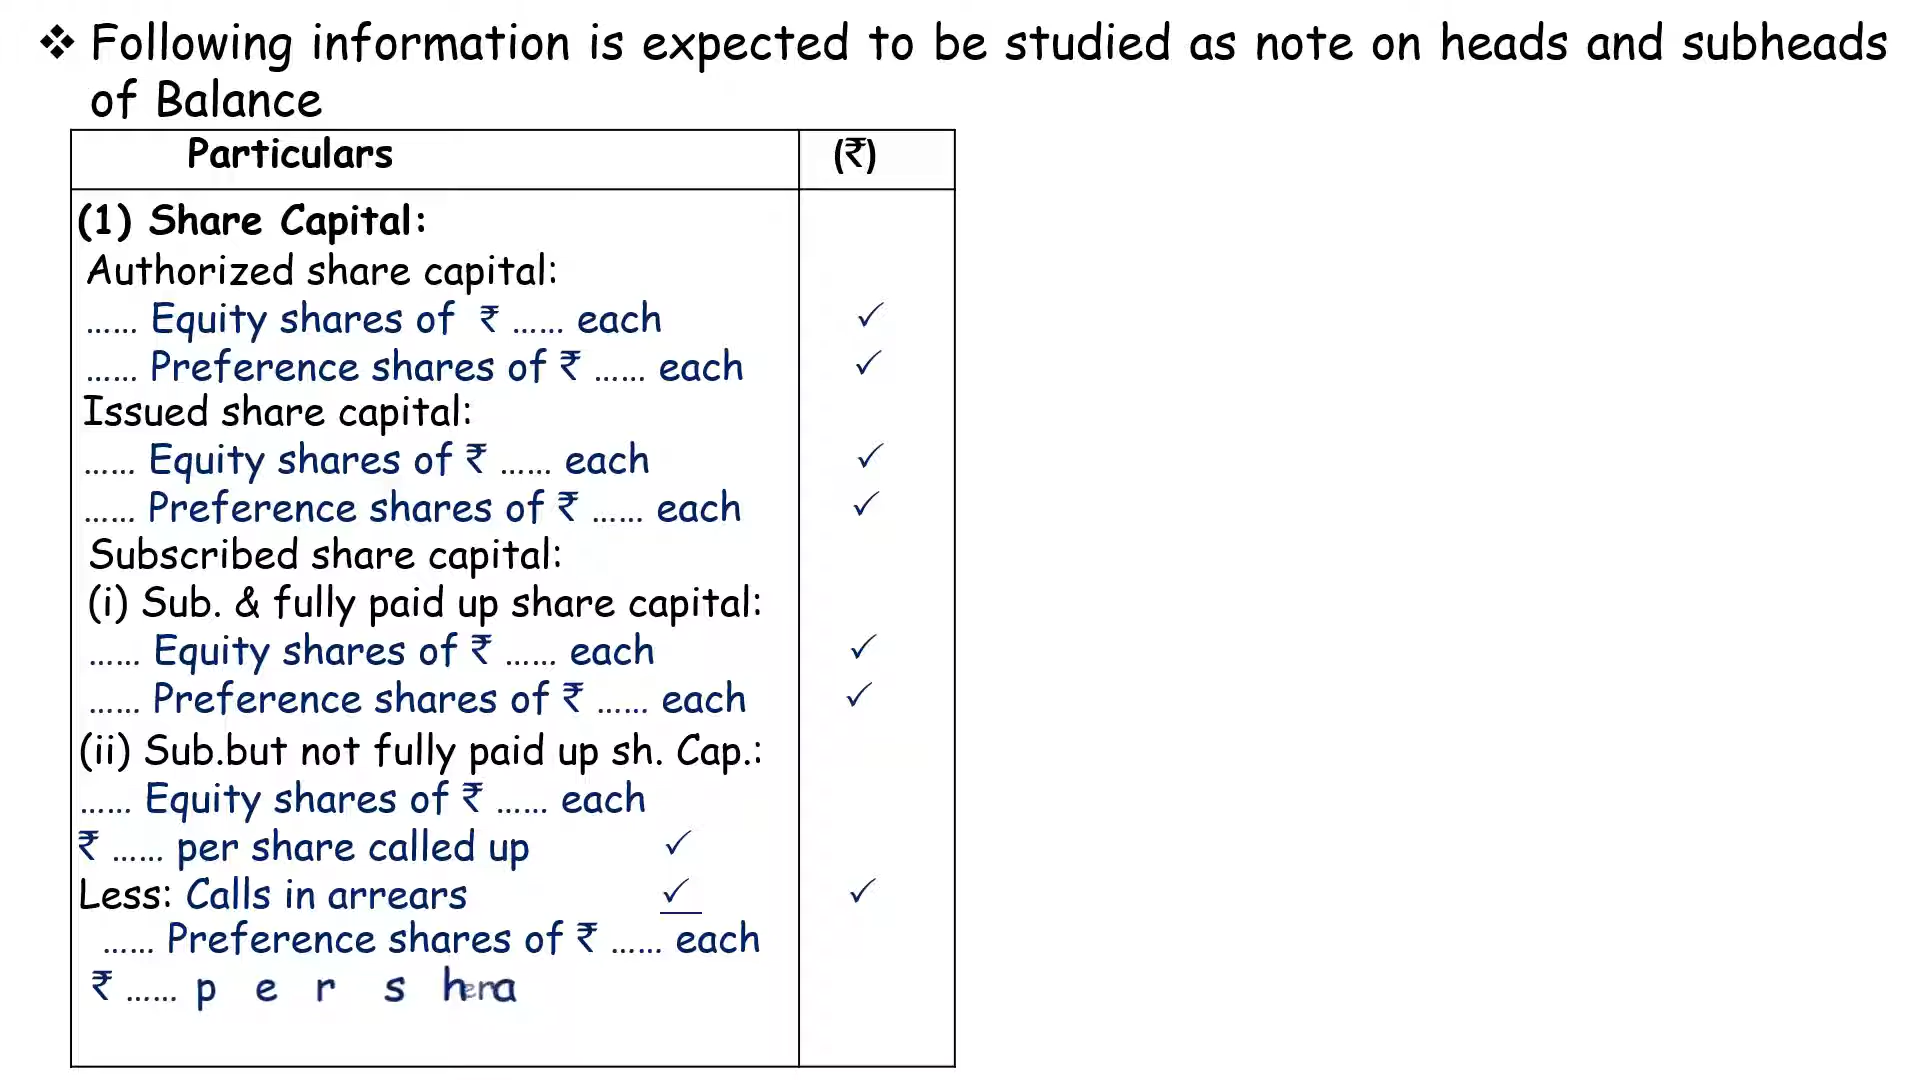 ❖ Following information is expected to be studied as note on heads and subheads
of Balance
Particulars (₹)
(1) Share Capital:
Authorized share capital:
...... Equity shares of ₹ ...... each ✓
...... Preference shares of ₹ ...... each ✓
Issued share capital:
...... Equity shares of ₹ ...... each ✓
...... Preference shares of ₹ ...... each ✓
Subscribed share capital:
(i) Sub. & fully paid up share capital:
...... Equity shares of ₹ ...... each ✓
...... Preference shares of ₹ ...... each ✓
(ii) Sub.but not fully paid up sh. Cap.:
...... Equity shares of ₹ ...... each
₹ ...... per share called up ✓
Less: Calls in arrears ✓ ✓
...... Preference shares of ₹ ...... each
₹ ...... p e r